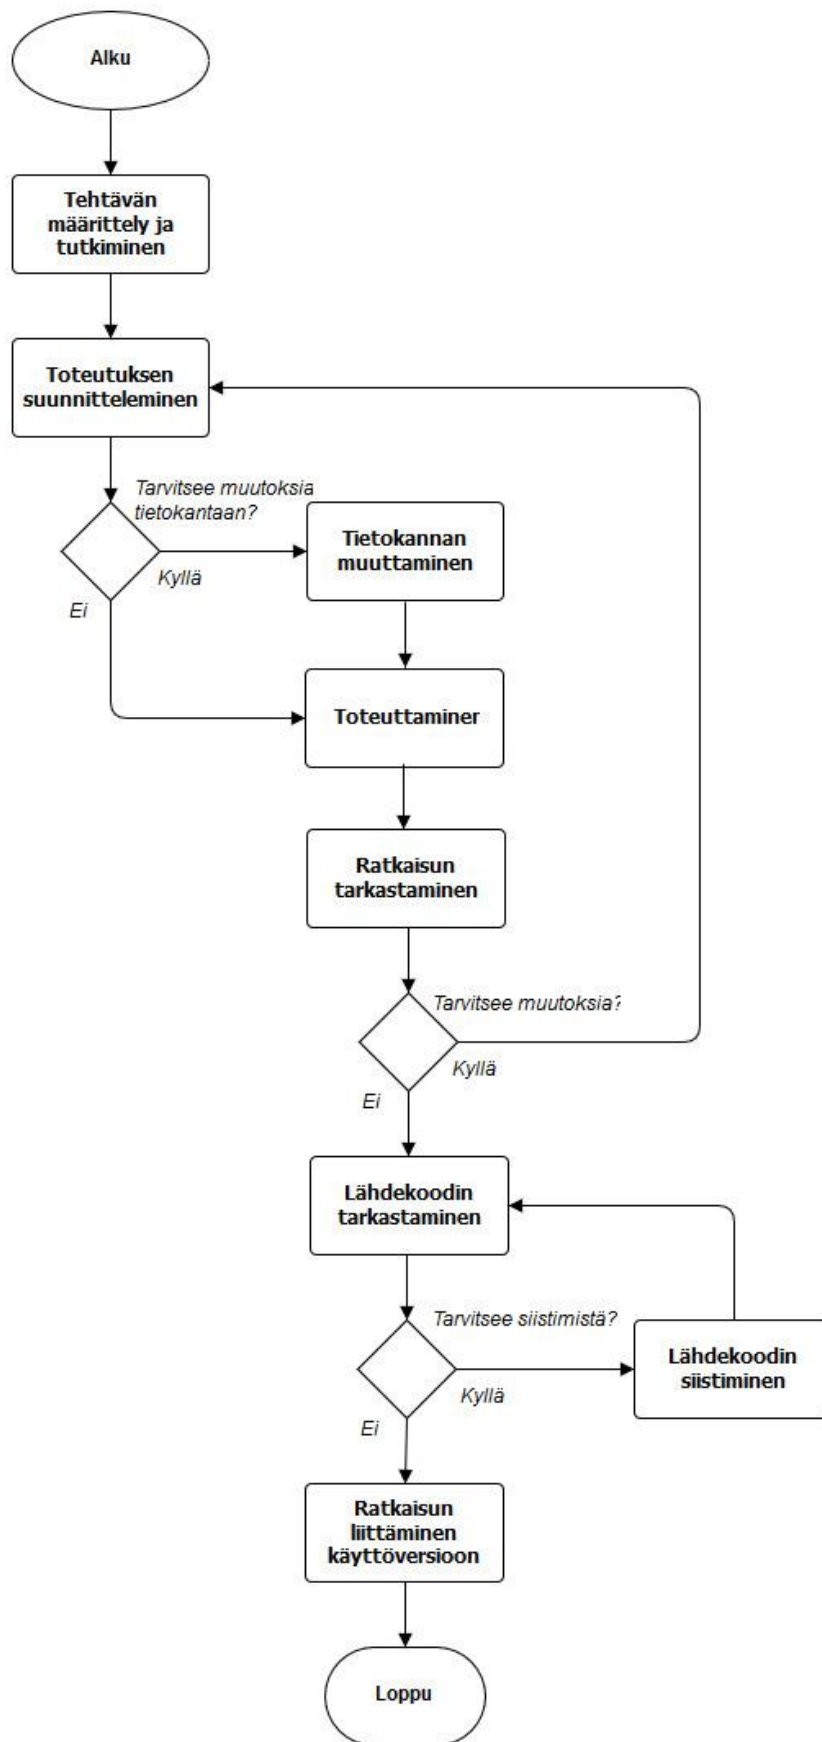 Alku
Tehtävän
määrittely ja
tutkiminen
Toteutuksen
suunnitteleminen
Tarvitsee muutoksia
tietokantaan?
Kyllä
Ei
Tietokannan
muuttaminen
Toteuttaminer
Ratkaisun
tarkastaminen
Tarvitsee muutoksia?
Kyllä
Ei
Lähdekoodin
tarkastaminen
Tarvitsee siistimistä?
Kyllä
Ei
Lähdekoodin
siistiminen
Ratkaisun
liittäminen
käyttöversioon
Loppu